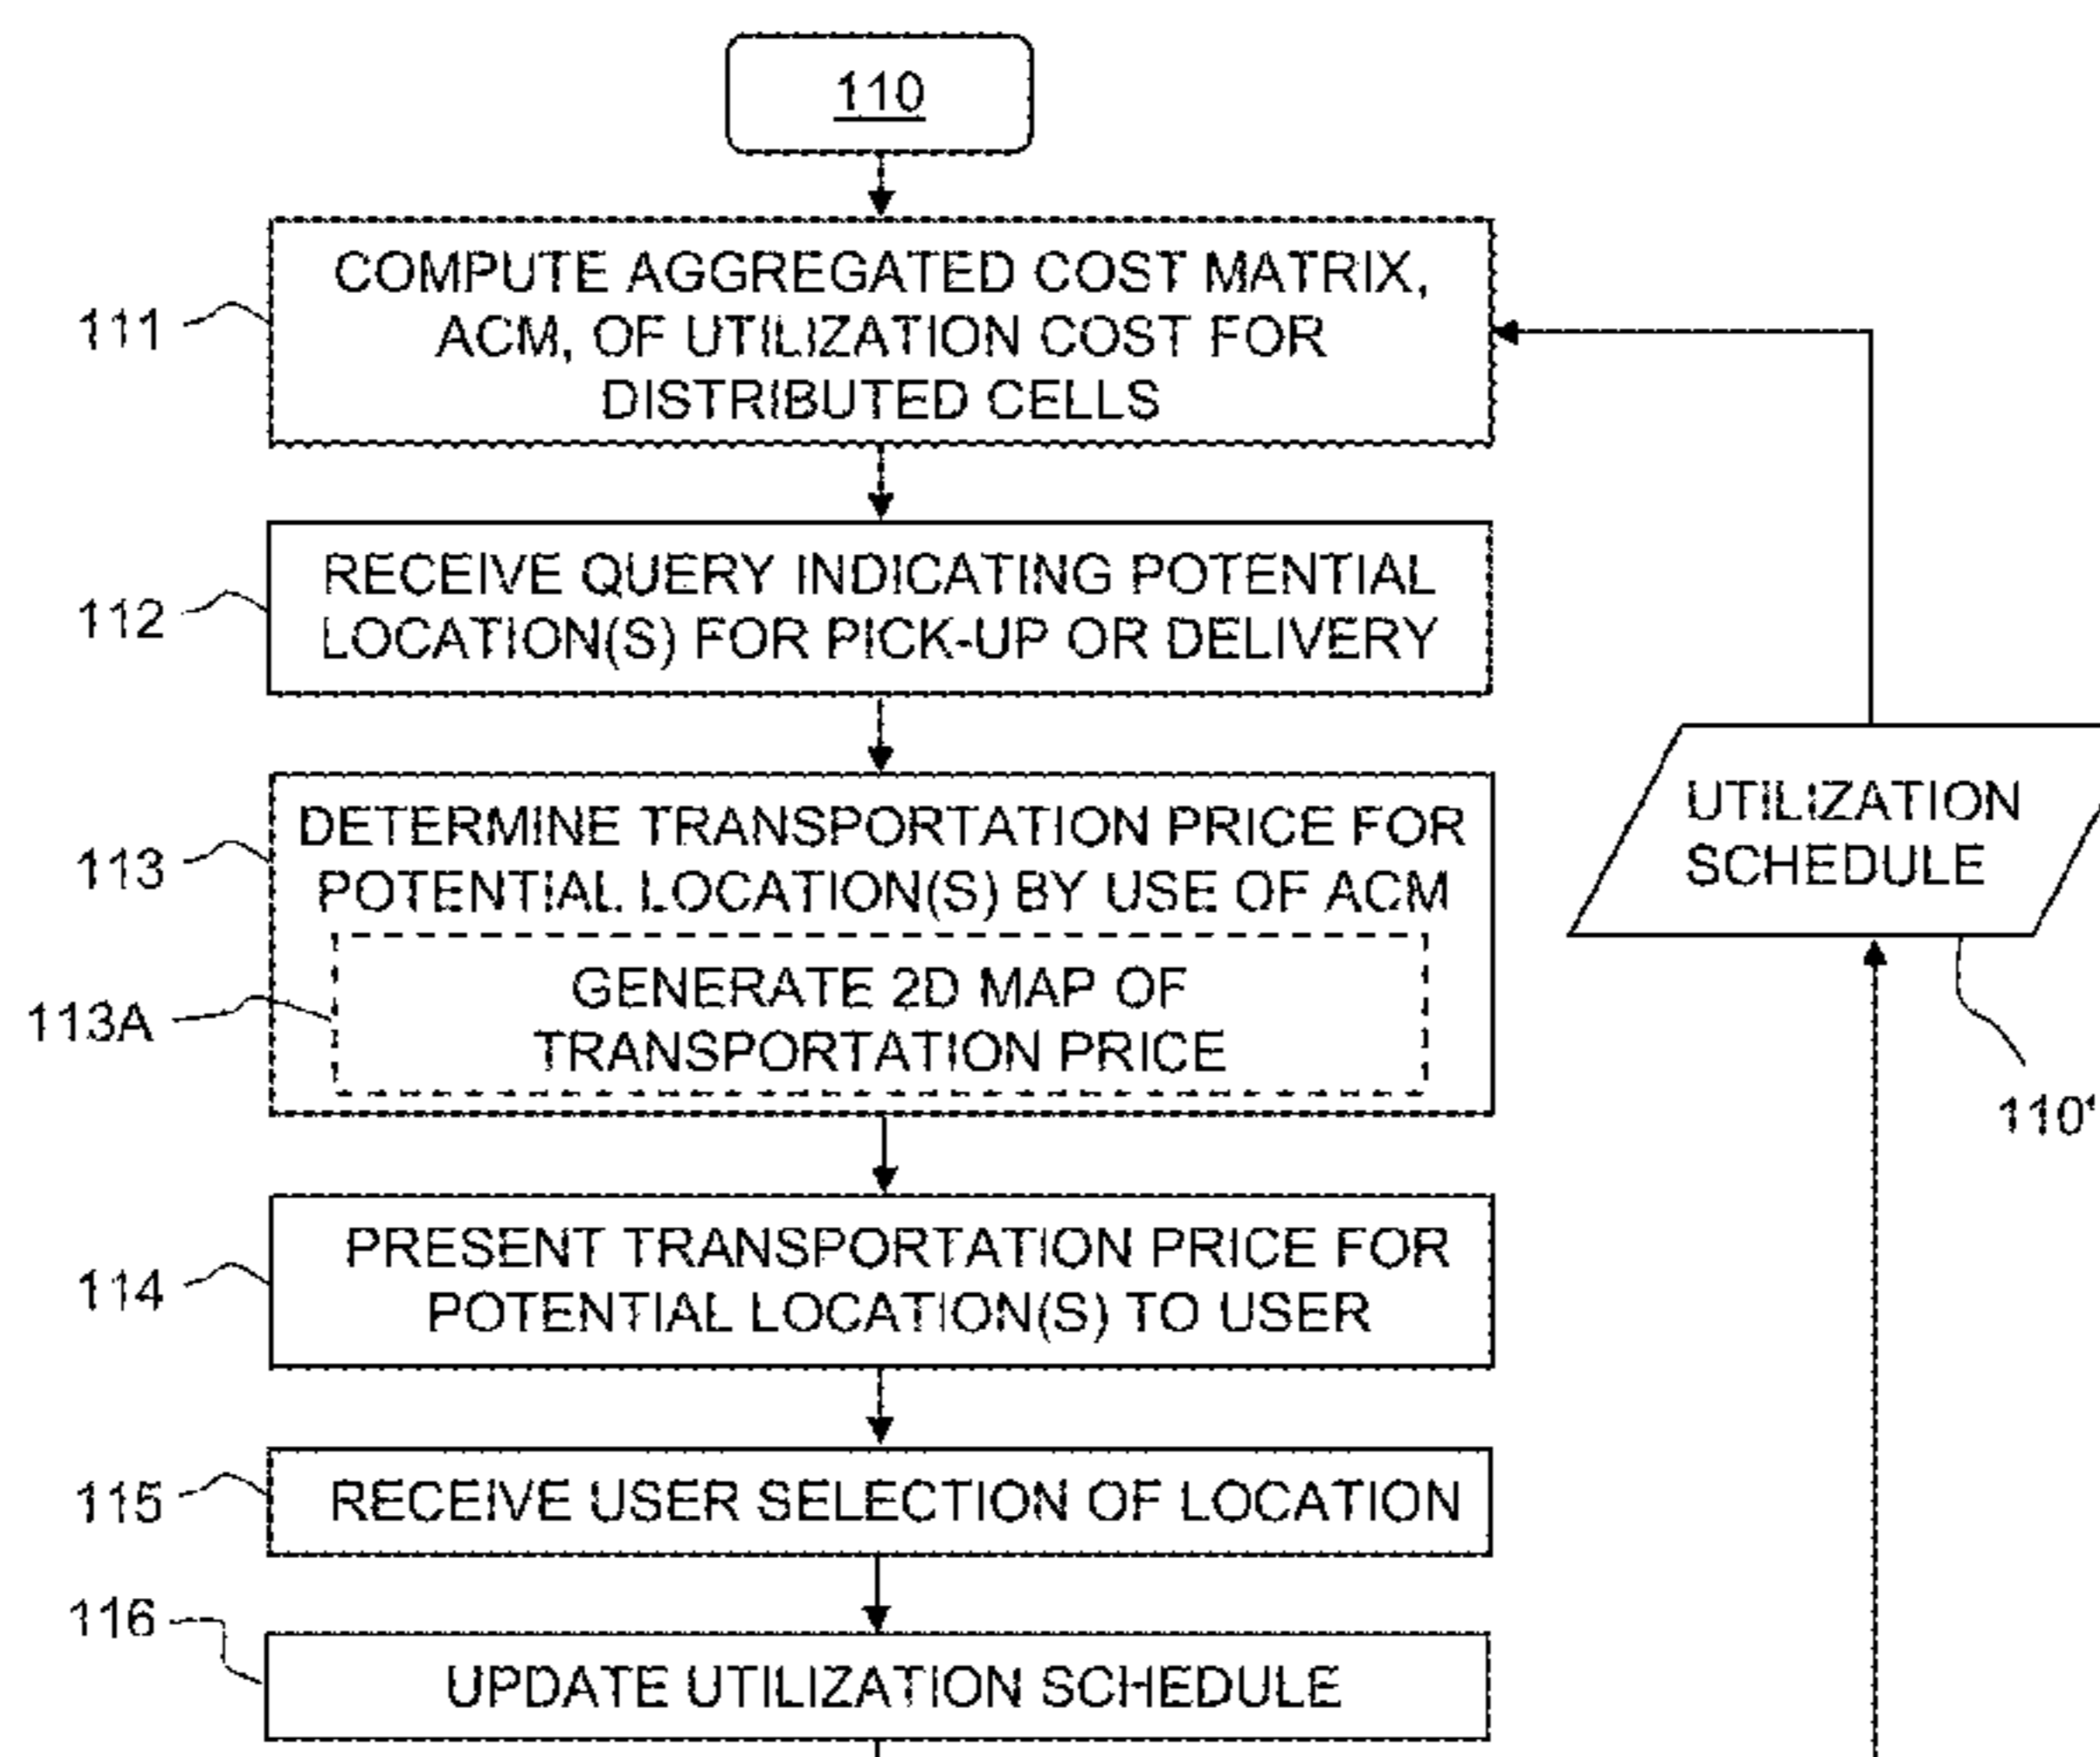 110
COMPUTE AGGREGATED COST MATRIX,
ACM, OF UTILIZATION COST FOR
DISTRIBUTED CELLS
111
RECEIVE QUERY INDICATING POTENTIAL
LOCATION(S) FOR PICK-UP OR DELIVERY
112
DETERMINE TRANSPORTATION PRICE FOR
POTENTIAL LOCATION(S) BY USE OF ACM
113
GENERATE 2D MAP OF
TRANSPORTATION PRICE
113A
UTILIZATION
SCHEDULE
110'
PRESENT TRANSPORTATION PRICE FOR
POTENTIAL LOCATION(S) TO USER
114
RECEIVE USER SELECTION OF LOCATION
115
116
UPDATE UTILIZATION SCHEDULE